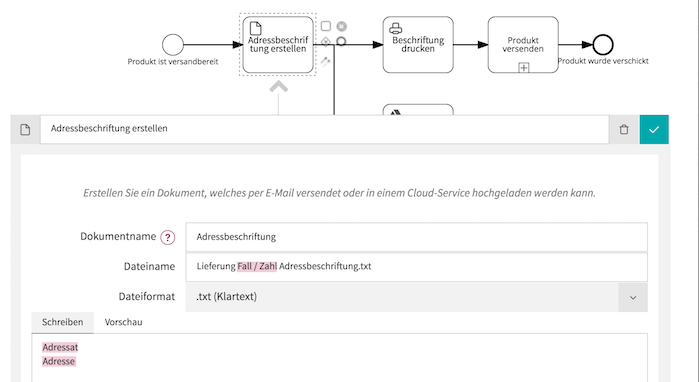 Adressbeschrif
tung erstellen
Beschriftung
drucken
Produkt
versenden
Produkt ist versandbereit
Produkt wurde verschickt
Adressbeschriftung erstellen
Erstellen Sie ein Dokument, welches per E-Mail versendet oder in einem Cloud-Service hochgeladen werden kann.
Dokumentname ? Adressbeschriftung
Dateiname Lieferung Fall / Zahl Adressbeschriftung.txt
Dateiformat .txt (Klartext)
Schreiben Vorschau
Adressat
Adresse